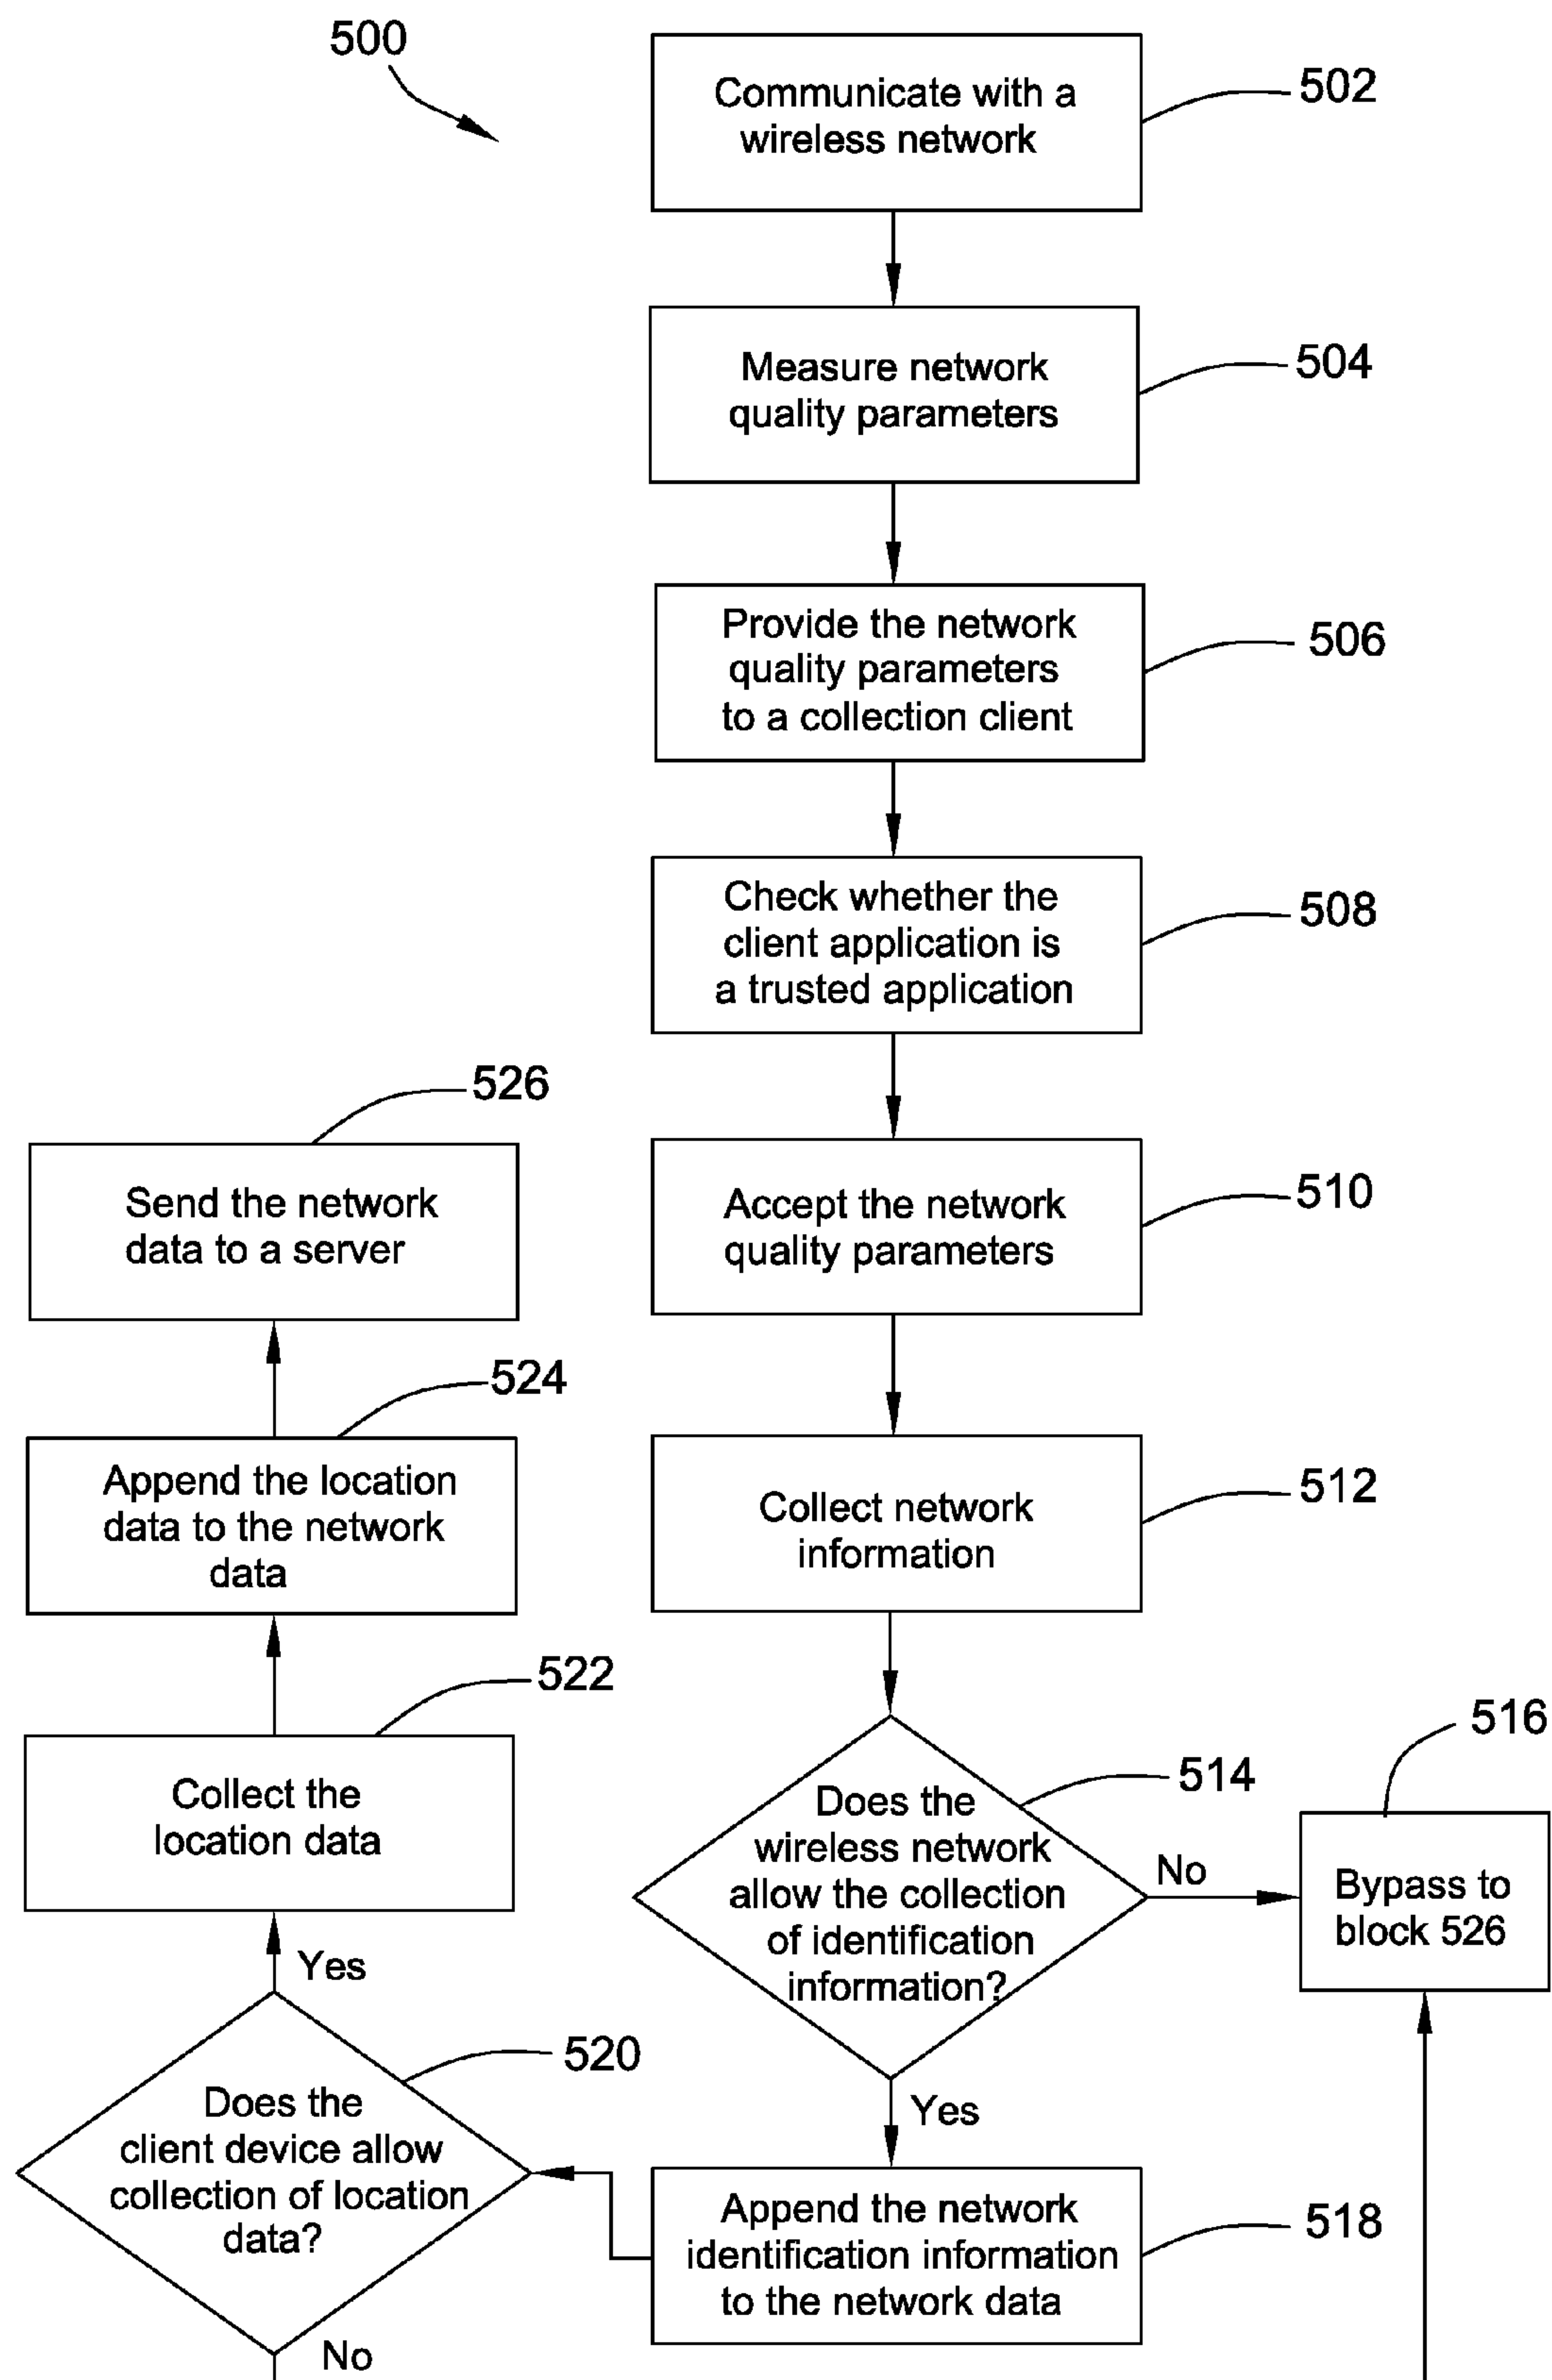 500
Communicate with a
wireless network
502
Measure network
quality parameters
504
Provide the network
quality parameters
to a collection client
506
Check whether the
client application is
a trusted application
508
Accept the network
quality parameters
510
Collect network
information
512
Does the
wireless network
allow the collection
of identification
information?
514
No
Bypass to
block 526
516
Yes
Append the network
identification information
to the network data
518
Does the
client device allow
collection of location
data?
520
No
Yes
Collect the
location data
522
Append the location
data to the network
data
524
Send the network
data to a server
526